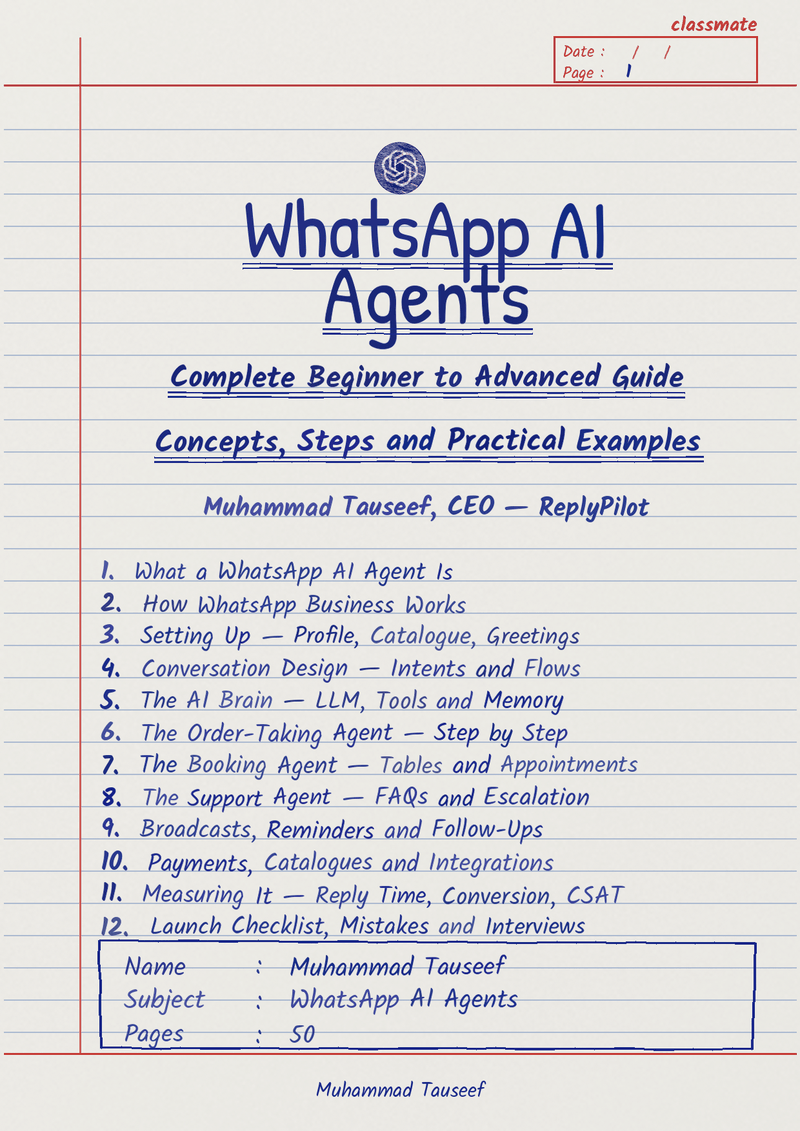 classmate
Date : / /
Page : 1
WhatsApp AI
Agents
Complete Beginner to Advanced Guide
Concepts, Steps and Practical Examples
Muhammad Tauseef, CEO — ReplyPilot
1. What a WhatsApp AI Agent Is
2. How WhatsApp Business Works
3. Setting Up — Profile, Catalogue, Greetings
4. Conversation Design — Intents and Flows
5. The AI Brain — LLM, Tools and Memory
6. The Order-Taking Agent — Step by Step
7. The Booking Agent — Tables and Appointments
8. The Support Agent — FAQs and Escalation
9. Broadcasts, Reminders and Follow-Ups
10. Payments, Catalogues and Integrations
11. Measuring It — Reply Time, Conversion, CSAT
12. Launch Checklist, Mistakes and Interviews
Name : Muhammad Tauseef
Subject : WhatsApp AI Agents
Pages : 50
Muhammad Tauseef